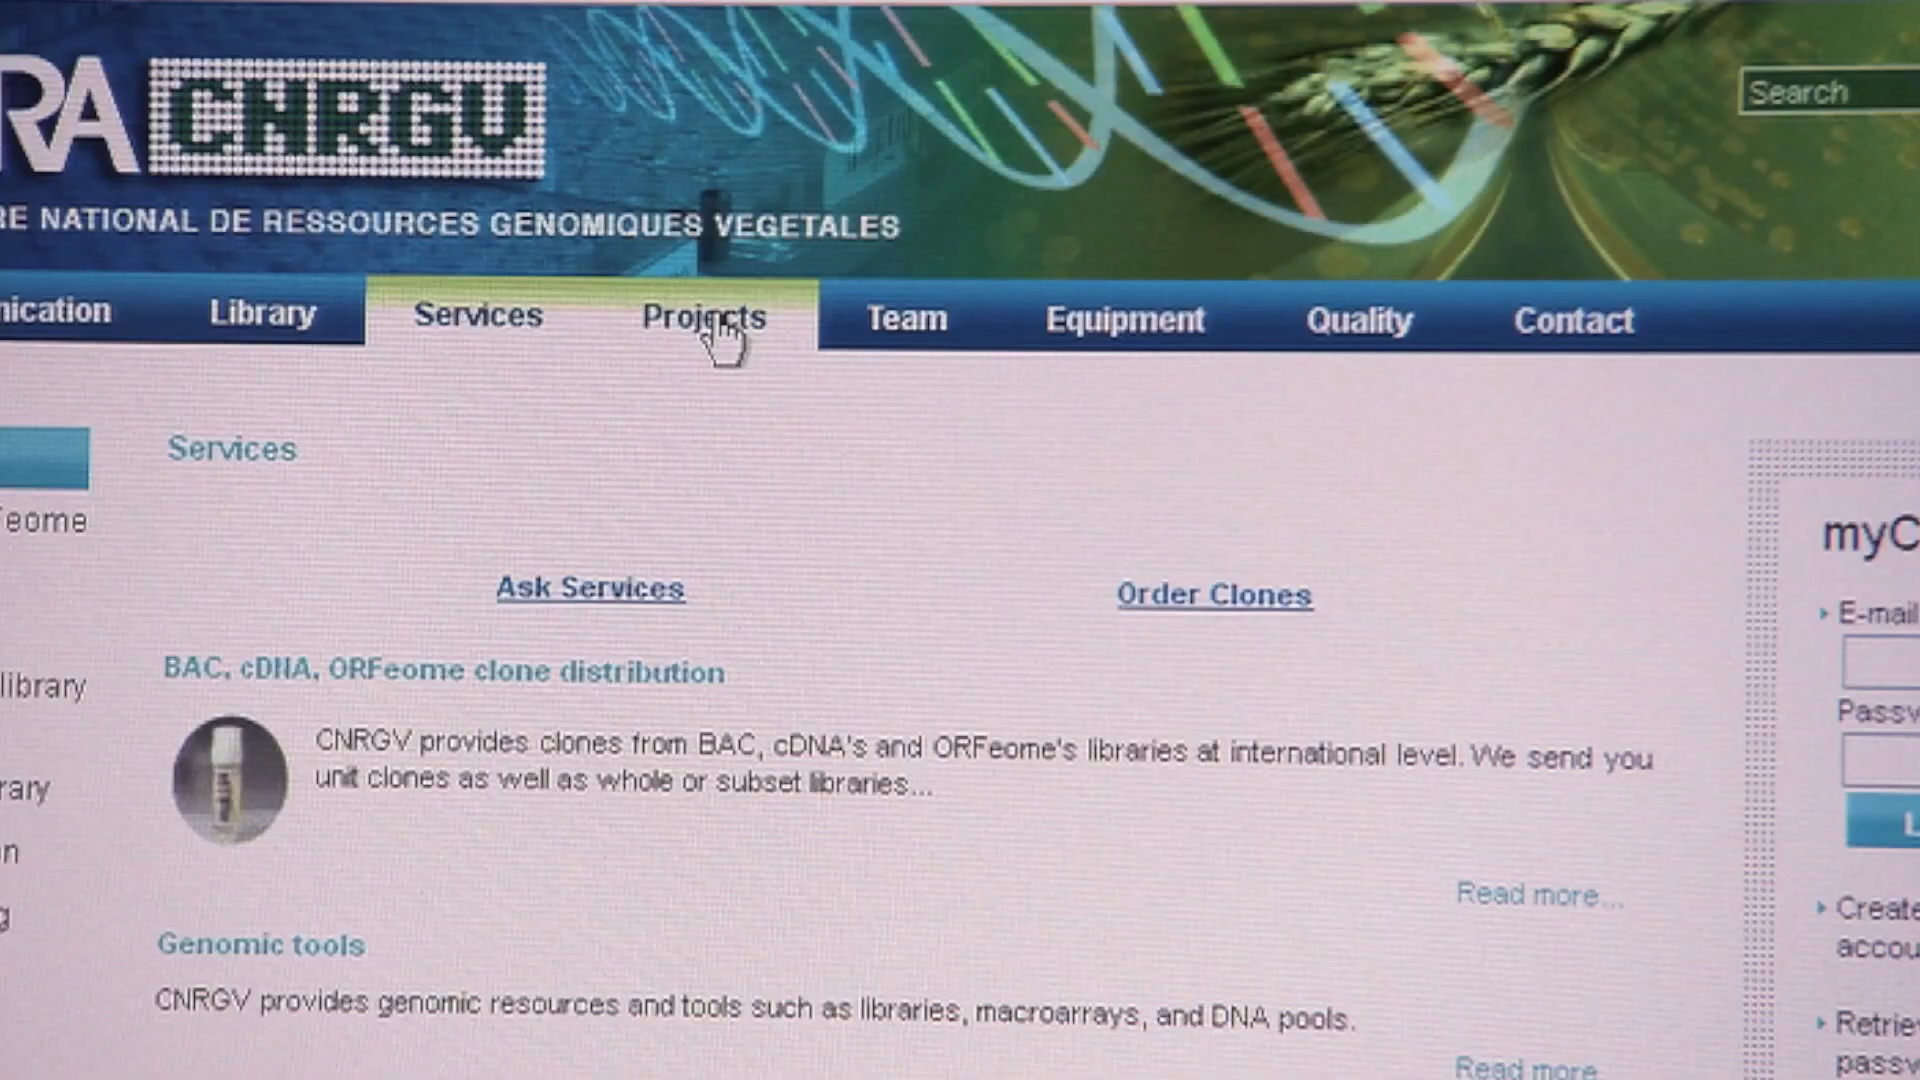 RA CNRGV
Search
RE NATIONAL DE RESSOURCES GENOMIQUES VEGETALES
nication Library Services Projects Team Equipment Quality Contact
Services
eome
myC
Ask Services Order Clones
E-mail
library
BAC, cDNA, ORFeome clone distribution
Passw
CNRGV provides clones from BAC, cDNA's and ORFeome's libraries at international level. We send you
unit clones as well as whole or subset libraries...
rary
L
n
Read more...
Create
accou
g
Genomic tools
CNRGV provides genomic resources and tools such as libraries, macroarrays, and DNA pools.
Retrie
passw
Read more